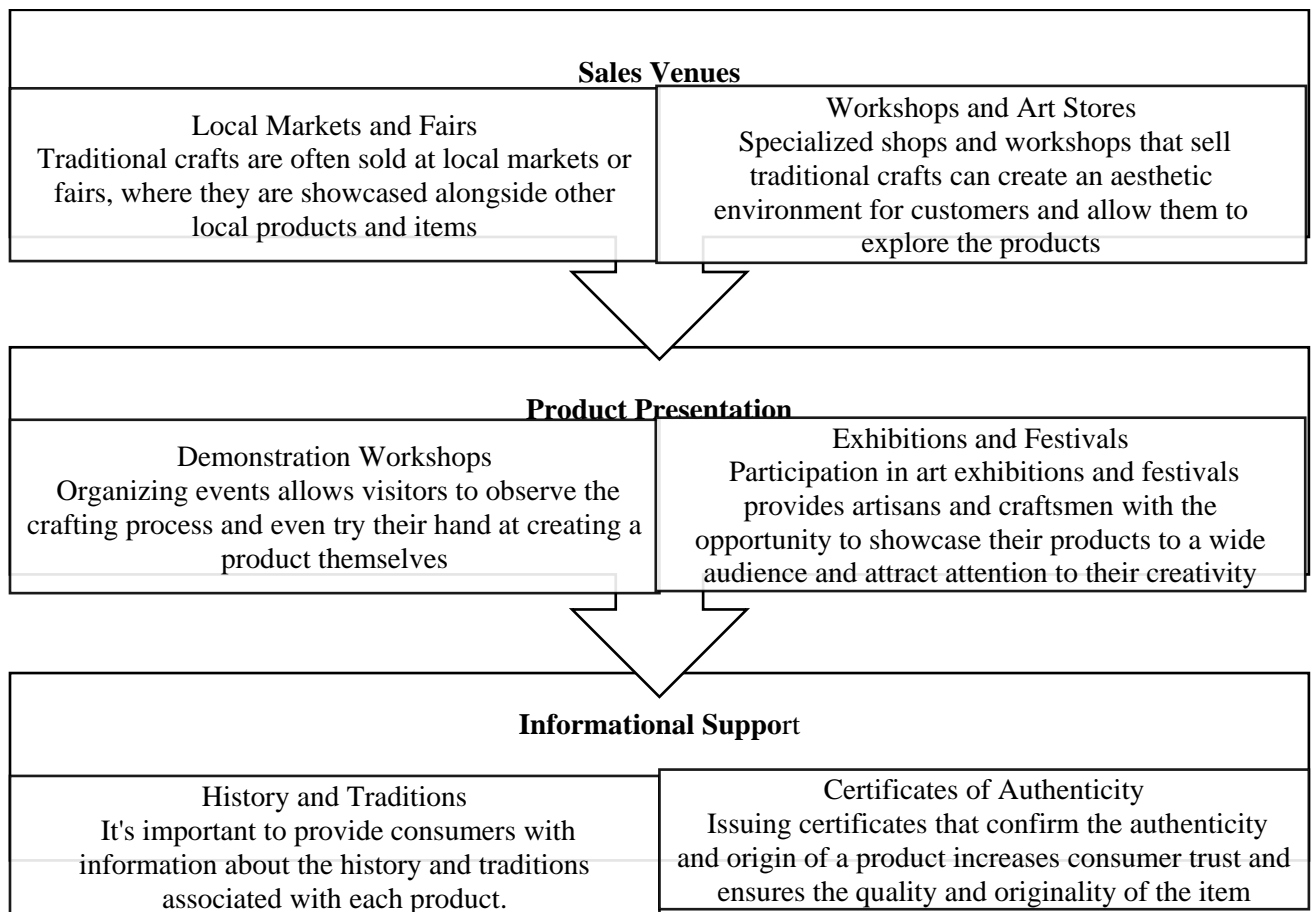 Sales Venues
Local Markets and Fairs
Traditional crafts are often sold at local markets or
fairs, where they are showcased alongside other
local products and items
Workshops and Art Stores
Specialized shops and workshops that sell
traditional crafts can create an aesthetic
environment for customers and allow them to
explore the products
Product Presentation
Demonstration Workshops
Organizing events allows visitors to observe the
crafting process and even try their hand at creating a
product themselves
Exhibitions and Festivals
Participation in art exhibitions and festivals
provides artisans and craftsmen with the
opportunity to showcase their products to a wide
audience and attract attention to their creativity
Informational Support
History and Traditions
It's important to provide consumers with
information about the history and traditions
associated with each product.
Certificates of Authenticity
Issuing certificates that confirm the authenticity
and origin of a product increases consumer trust and
ensures the quality and originality of the item